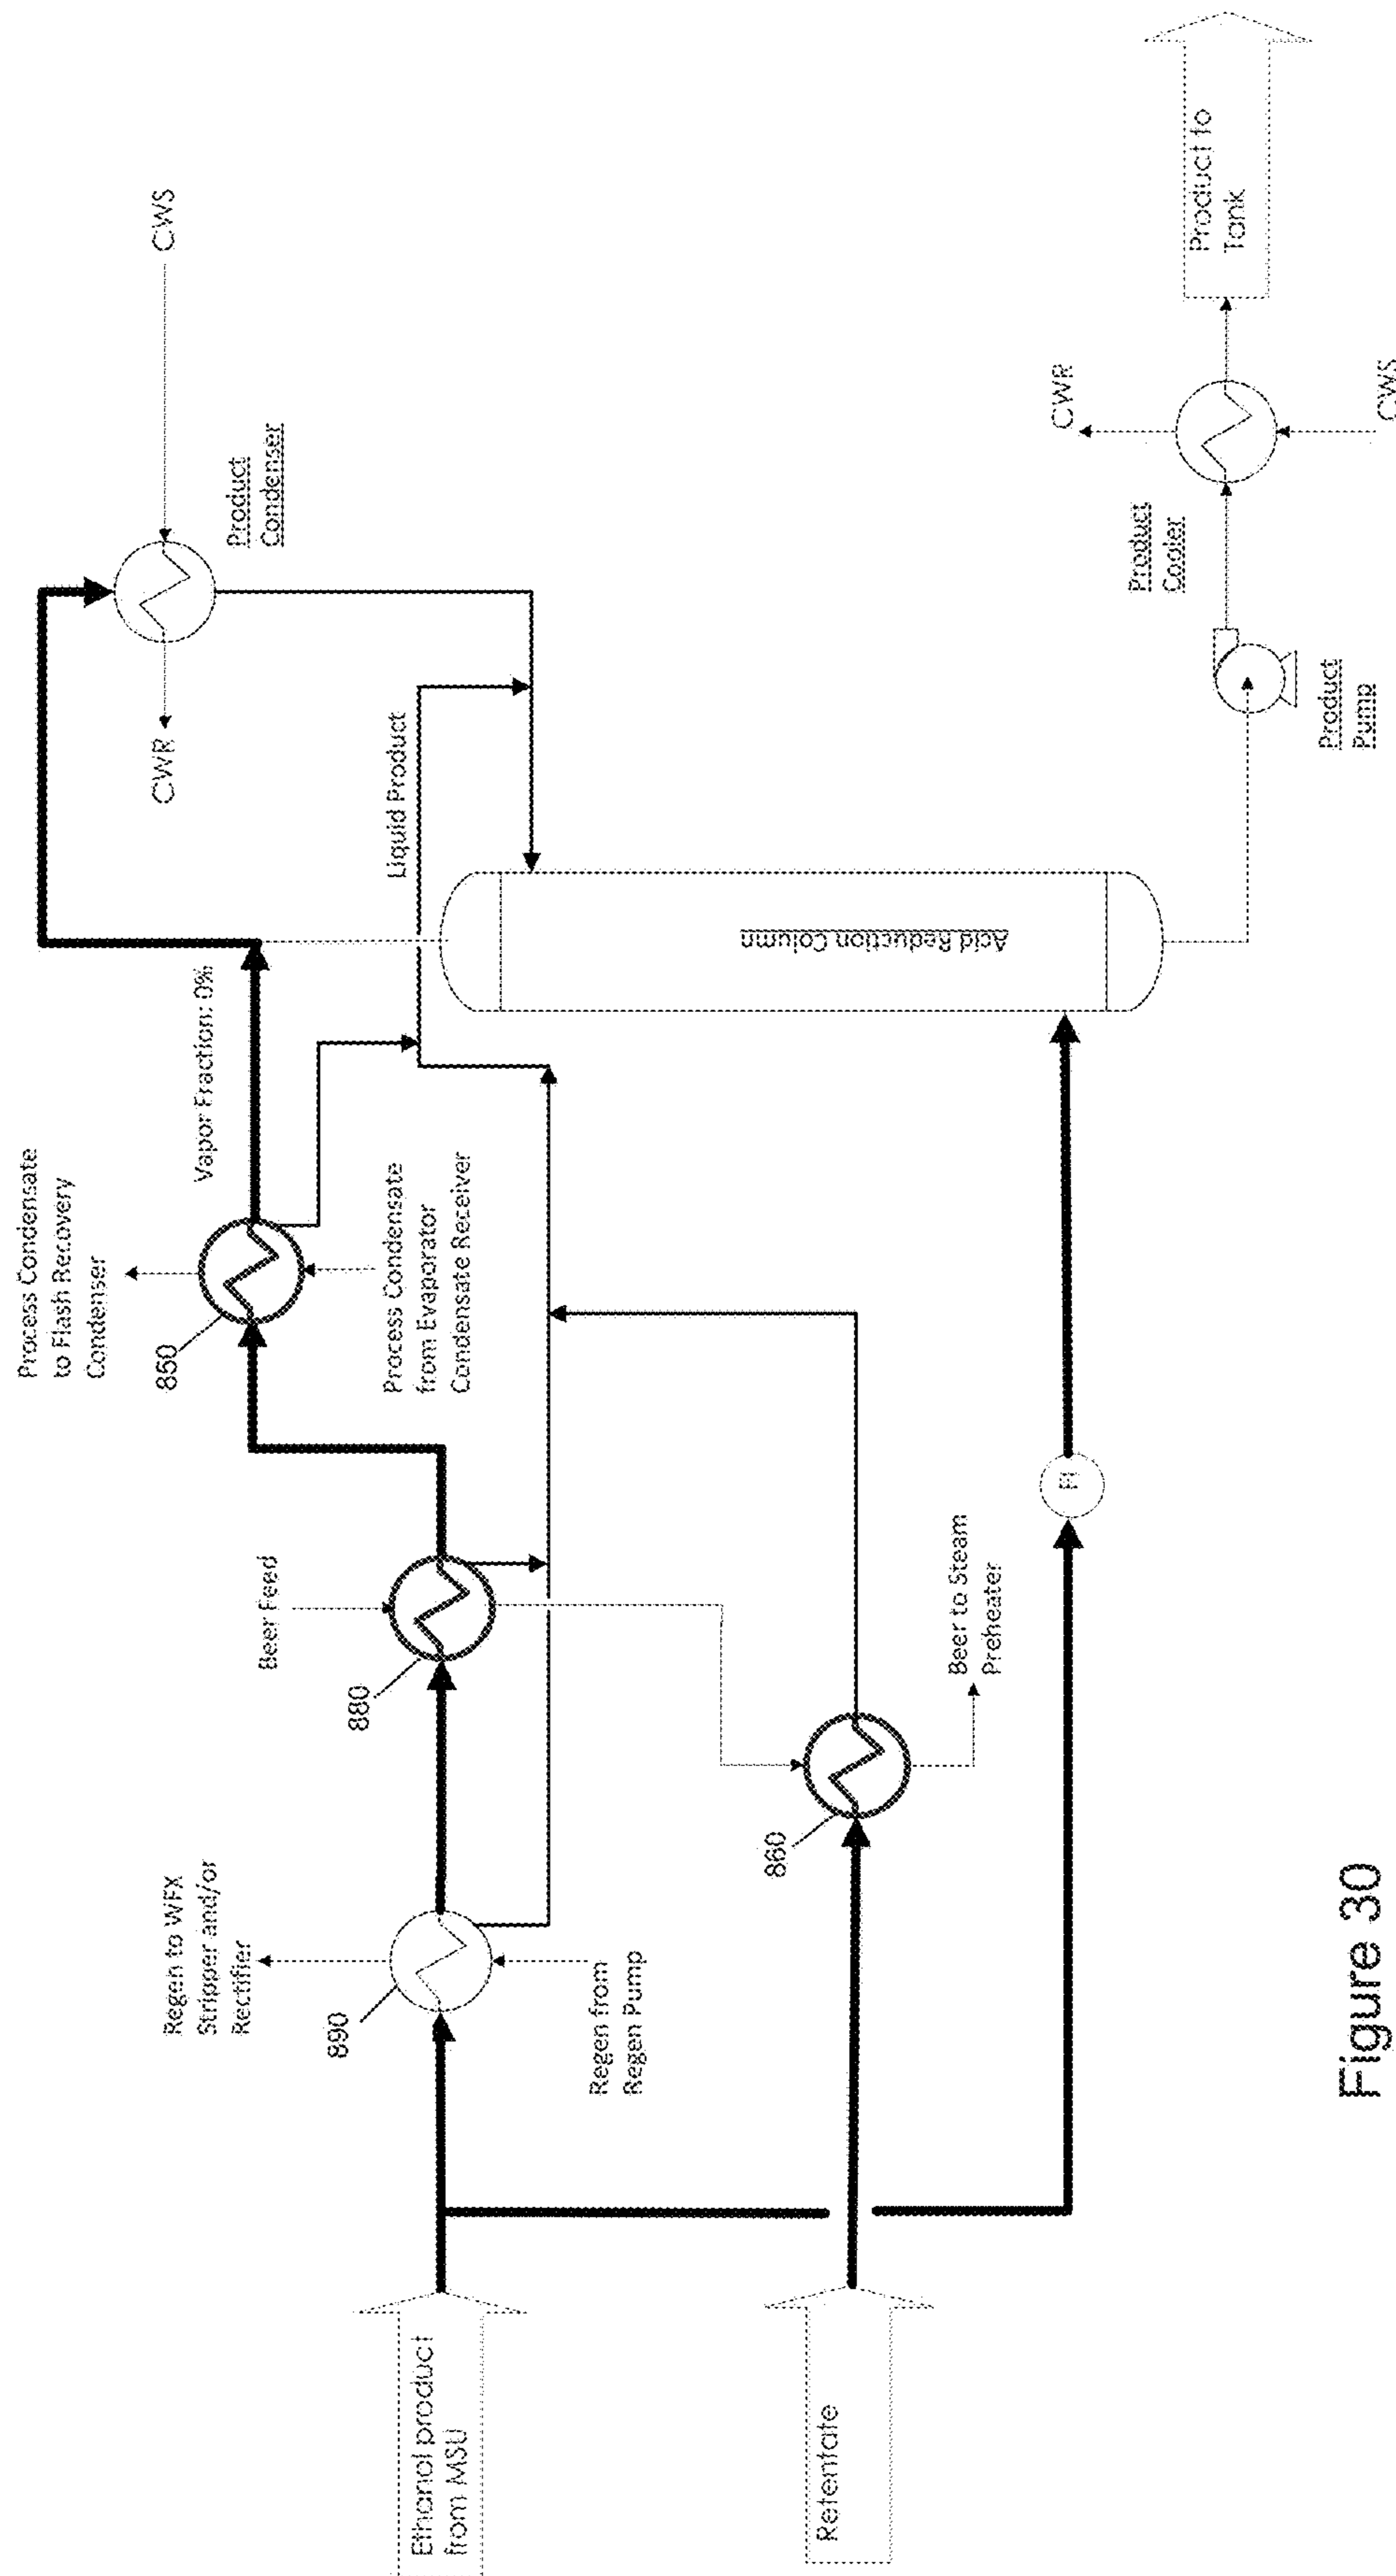 Ethanol product
from MSU
Retentate
Regen to WFX
Stripper and/or
Rectifier
890
Regen from
Regen Pump
Beer Feed
880
860
Beer to Steam
Preheater
FI
Process Condensate
to Flash Recovery
Condenser
850
Process Condensate
from Evaporator
Condensate Receiver
Vapor Fraction: 0%
Liquid Product
Acid Reduction Column
CWR
CWS
Product
Condenser
Product
Pump
Product
Cooler
CWR
CWS
Product to
Tank
Figure 30